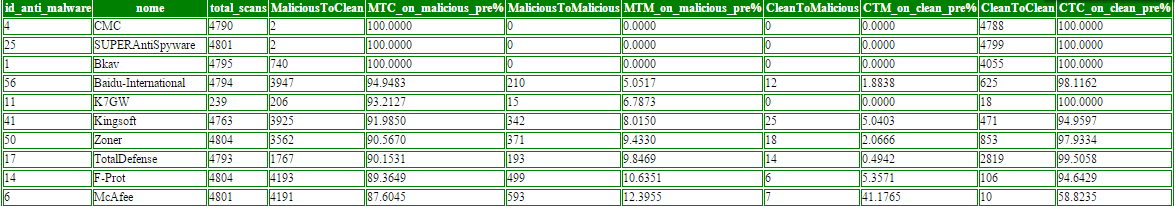 id_anti_malware nome total_scans MaliciousToClean MTC_on_malicious_pre% MaliciousToMalicious MTM_on_malicious_pre% CleanToMalicious CTM_on_clean_pre% CleanToClean CTC_on_clean_pre%
4 CMC 4790 2 100.0000 0 0.0000 0 0.0000 4788 100.0000
25 SUPERAntiSpyware 4801 2 100.0000 0 0.0000 0 0.0000 4799 100.0000
1 Bkav 4795 740 100.0000 0 0.0000 0 0.0000 4055 100.0000
56 Baidu-International 4794 3947 94.9483 210 5.0517 12 1.8838 625 98.1162
11 K7GW 239 206 93.2127 15 6.7873 0 0.0000 18 100.0000
41 Kingsoft 4763 3925 91.9850 342 8.0150 25 5.0403 471 94.9597
50 Zoner 4804 3562 90.5670 371 9.4330 18 2.0666 853 97.9334
17 TotalDefense 4793 1767 90.1531 193 9.8469 14 0.4942 2819 99.5058
14 F-Prot 4804 4193 89.3649 499 10.6351 6 5.3571 106 94.6429
6 McAfee 4801 4191 87.6045 593 12.3955 7 41.1765 10 58.8235